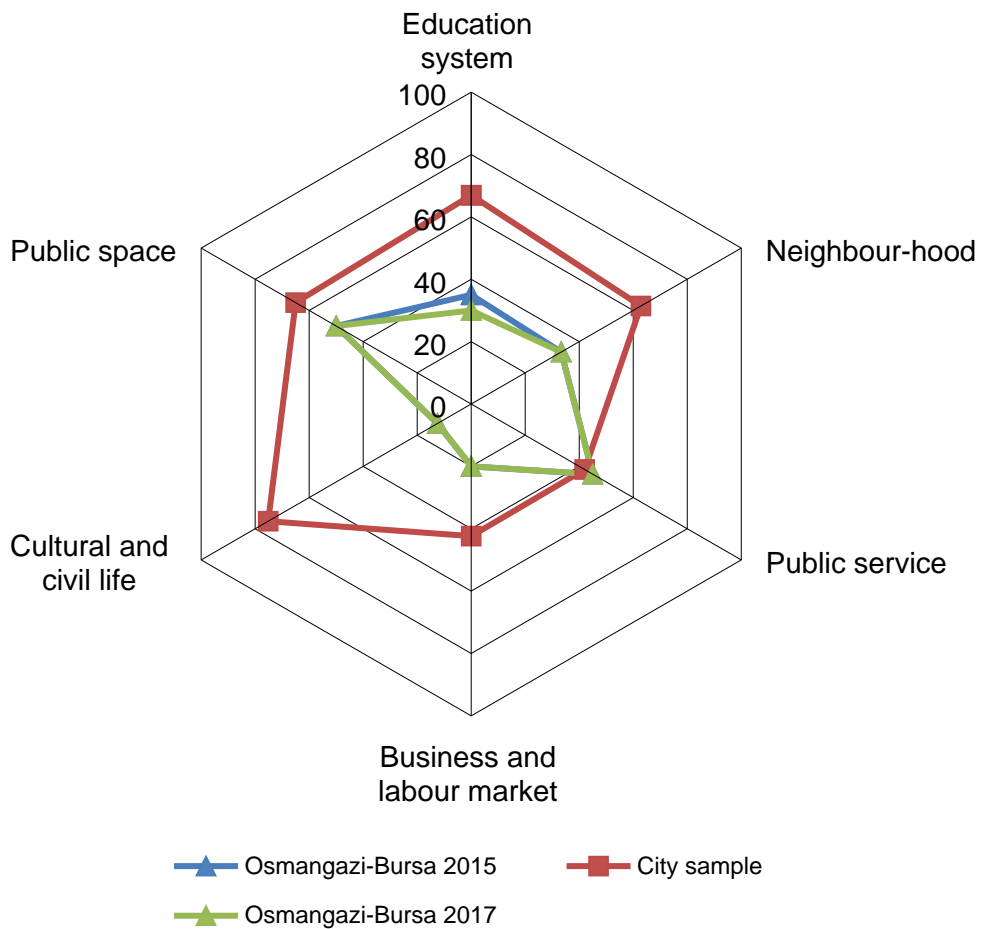 Education
system
100
80
60
40
20
0
Public space
Neighbour-hood
Cultural and
civil life
Public service
Business and
labour market
Osmangazi-Bursa 2015
City sample
Osmangazi-Bursa 2017